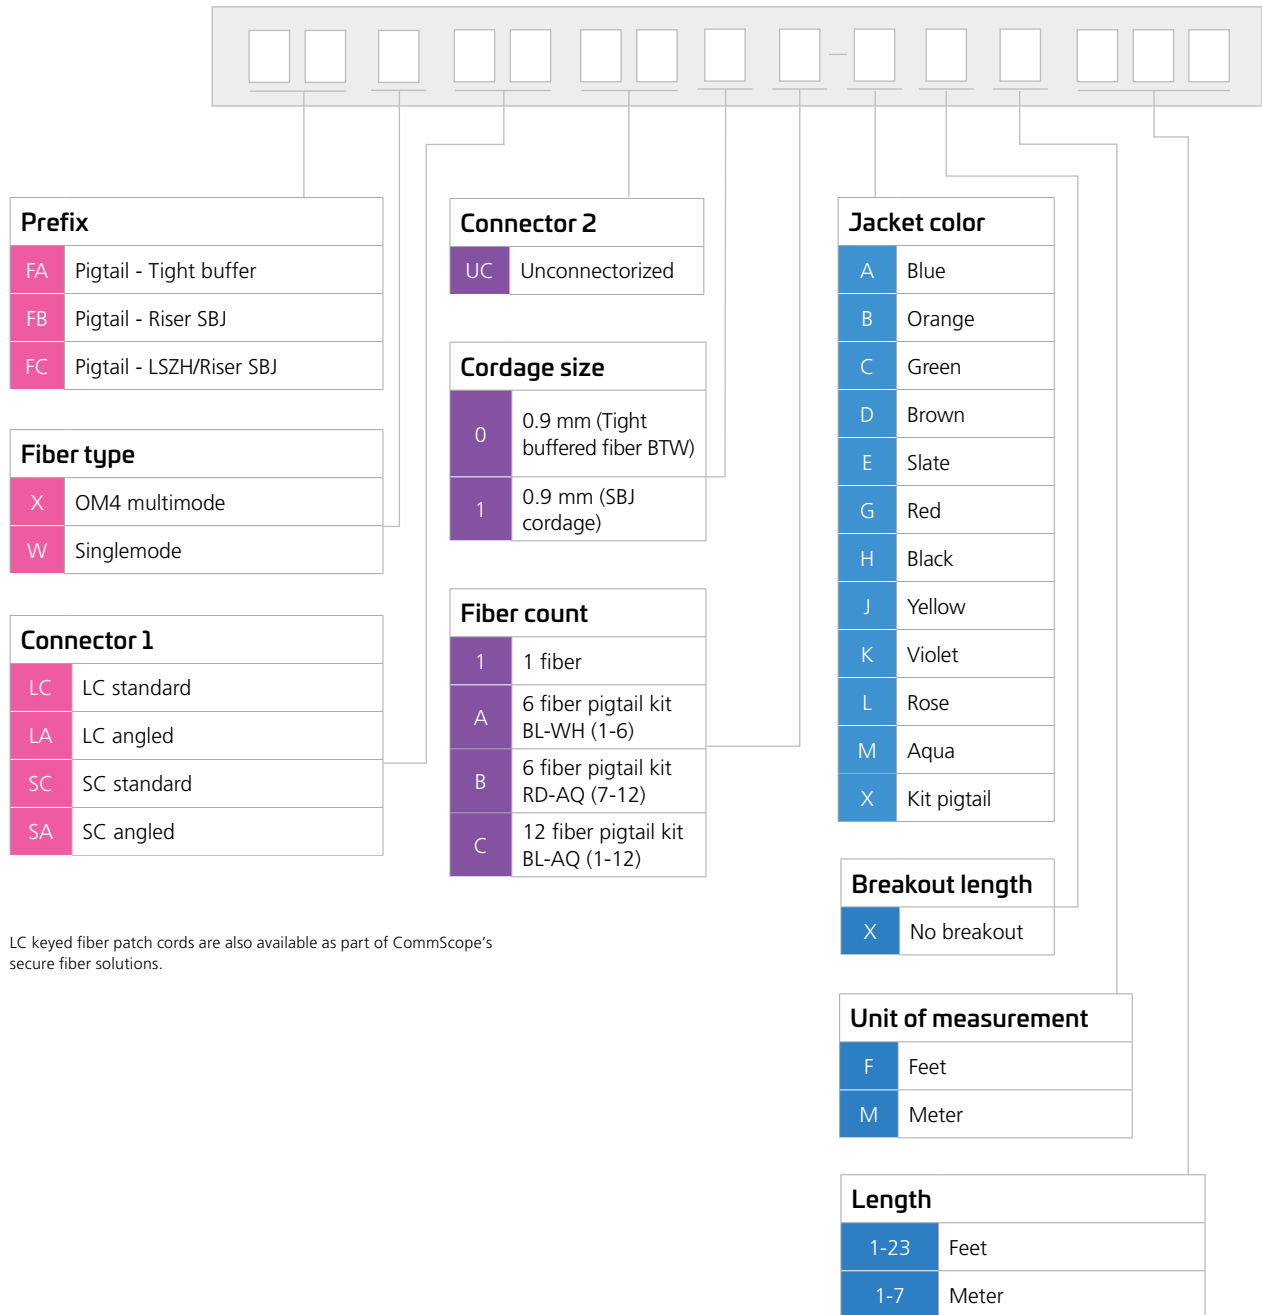 Prefix
FA Pigtail - Tight buffer
FB Pigtail - Riser SBJ
FC Pigtail - LSZH/Riser SBJ
Fiber type
X OM4 multimode
W Singlemode
Connector 1
LC LC standard
LA LC angled
SC SC standard
SA SC angled
LC keyed fiber patch cords are also available as part of CommScope’s
secure fiber solutions.
Connector 2
UC Unconnectorized
Cordage size
0 0.9 mm (Tight
buffered fiber BTW)
1 0.9 mm (SBJ
cordage)
Fiber count
1 1 fiber
A 6 fiber pigtail kit
BL-WH (1-6)
B 6 fiber pigtail kit
RD-AQ (7-12)
C 12 fiber pigtail kit
BL-AQ (1-12)
Jacket color
A Blue
B Orange
C Green
D Brown
E Slate
G Red
H Black
J Yellow
K Violet
L Rose
M Aqua
X Kit pigtail
Breakout length
X No breakout
Unit of measurement
F Feet
M Meter
Length
1-23 Feet
1-7 Meter